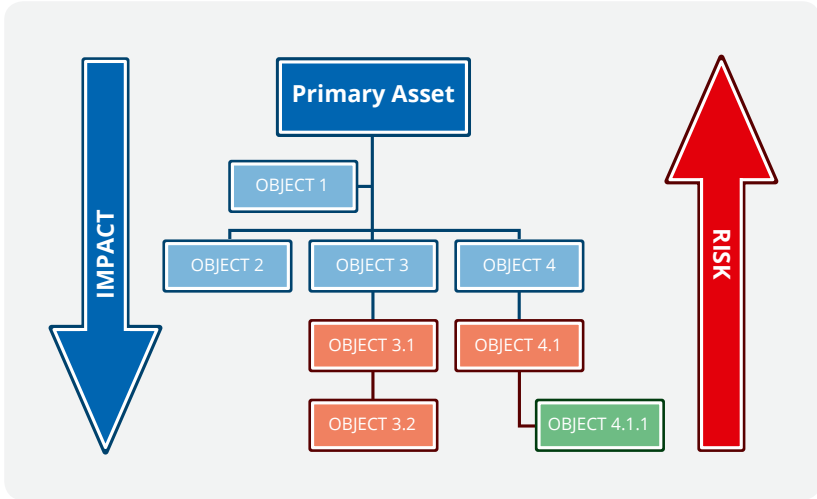 Primary Asset
OBJECT 1
IMPACT
RISK
OBJECT 2
OBJECT 3
OBJECT 4
OBJECT 3.1
OBJECT 4.1
OBJECT 3.2
OBJECT 4.1.1